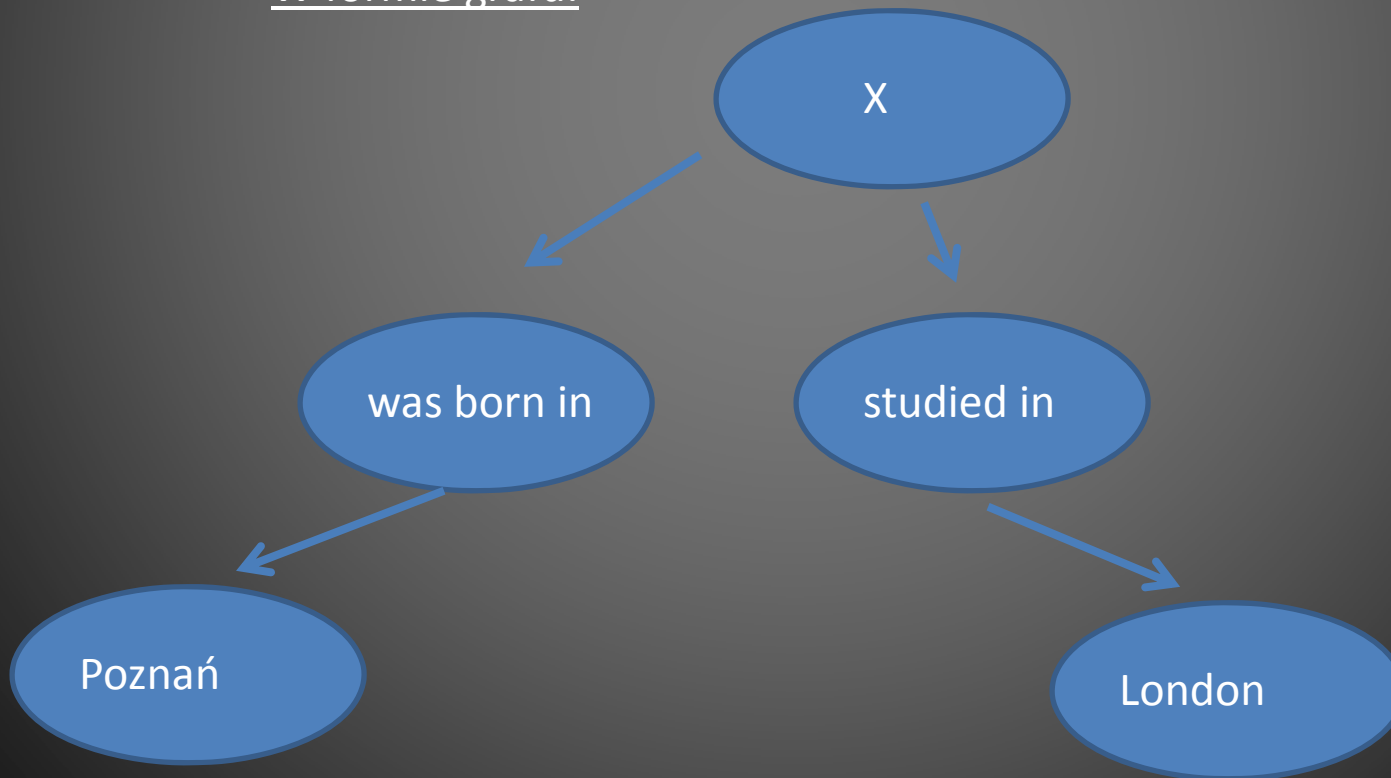 X
was born in
studied in
Poznań
London